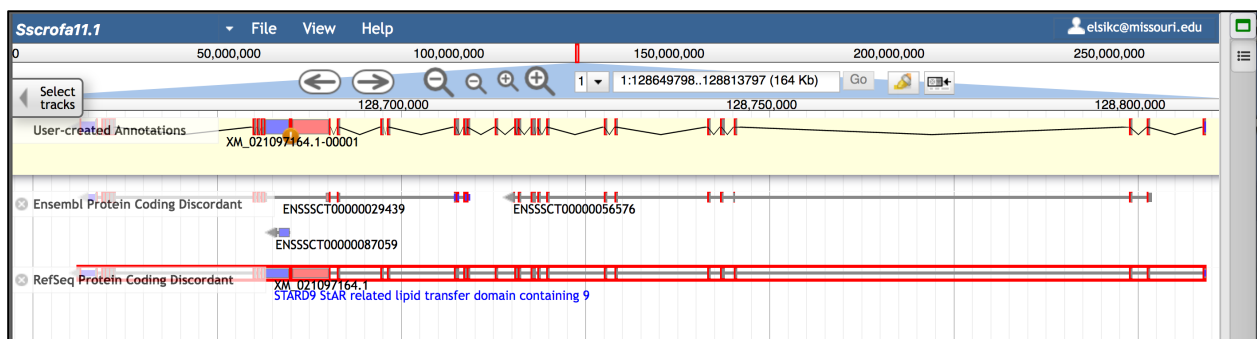 Sscrofa11.1 File View Help elsikc@missouri.edu
0 50,000,000 100,000,000 150,000,000 200,000,000 250,000,000
Select
tracks
1 1:128649798..128813797 (164 Kb) Go
128,700,000 128,750,000 128,800,000
User-created Annotations
XM_021097164.1-00001
Ensembl Protein Coding Discordant
ENSSSCT00000029439 ENSSSCT00000056576
ENSSSCT00000087059
RefSeq Protein Coding Discordant
XM_021097164.1
STARD9 StAR related lipid transfer domain containing 9